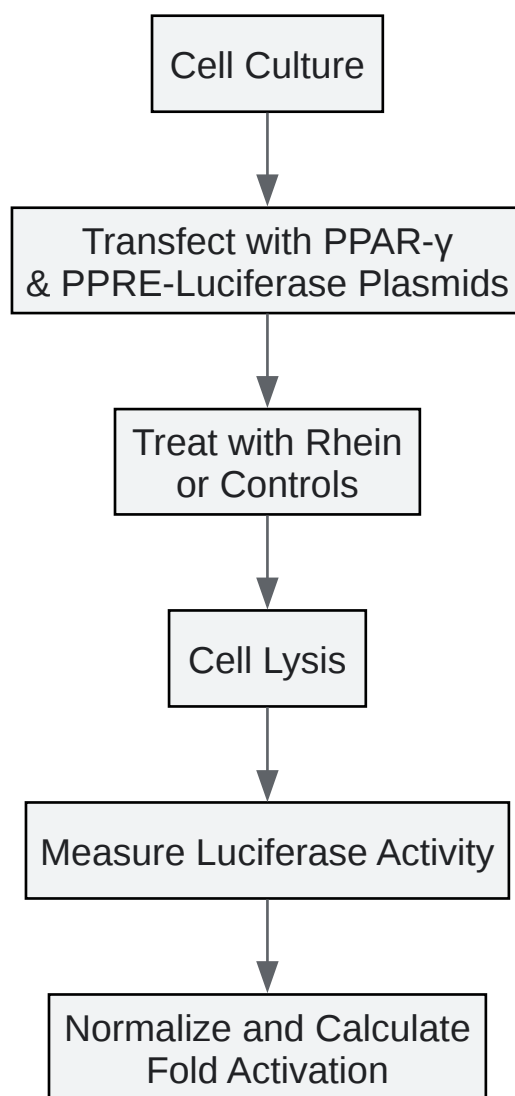 Cell Culture
Transfect with PPAR-γ
& PPRE-Luciferase Plasmids
Treat with Rhein
or Controls
Cell Lysis
Measure Luciferase Activity
Normalize and Calculate
Fold Activation